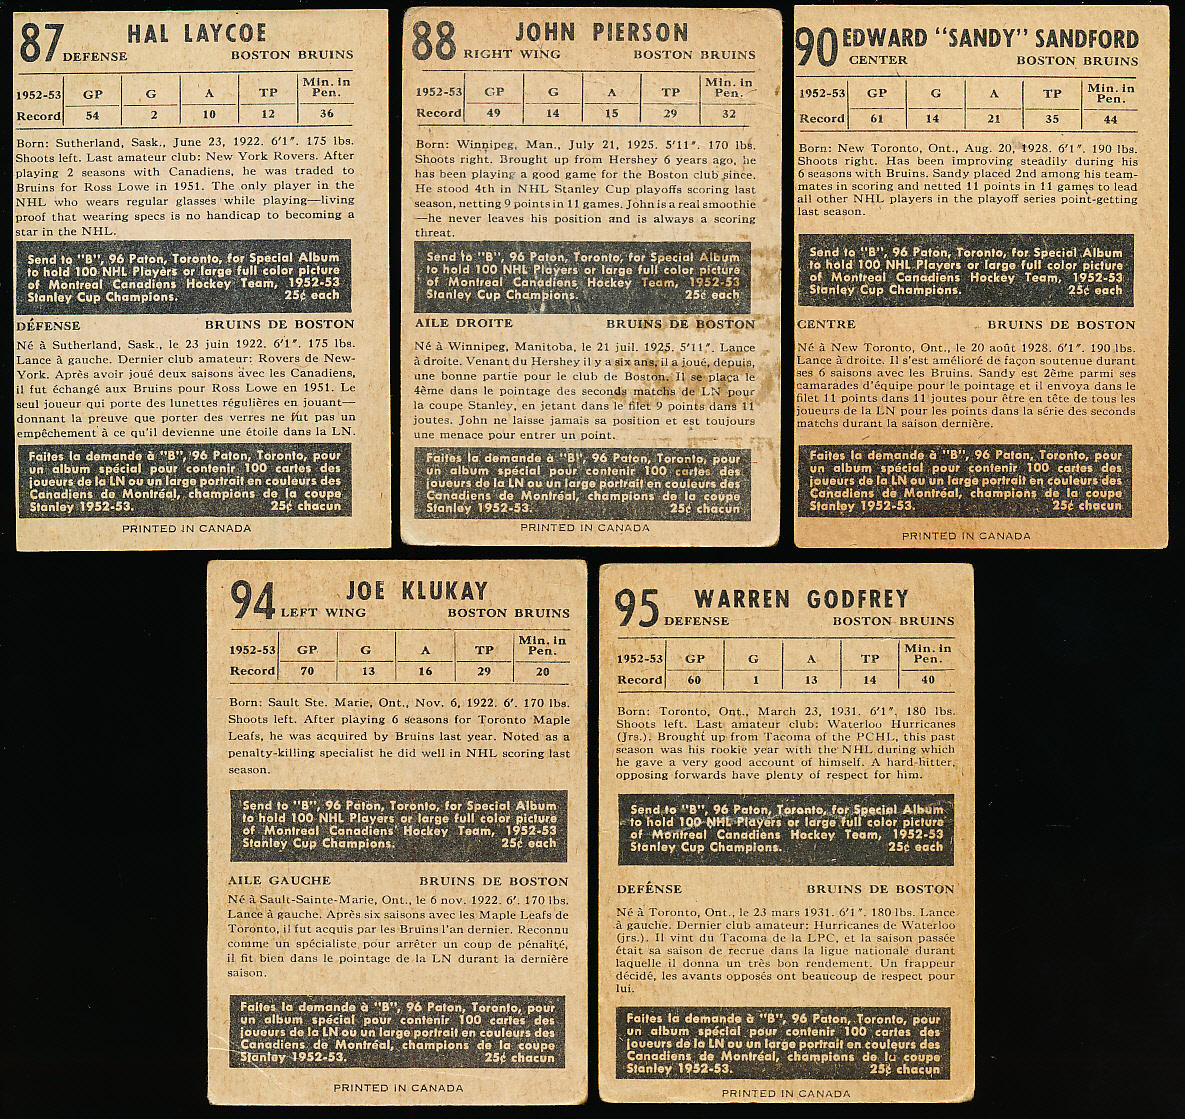 87 HAL LAYCOE
DEFENSE BOSTON BRUINS
1952-53 GP G A TP Min. in Pen.
Record 54 2 10 12 36
Born: Sutherland, Sask., June 23, 1922. 6'1". 175 lbs.
Shoots left. Last amateur club: New York Rovers. After
playing 2 seasons with Canadiens, he was traded to
Bruins for Ross Lowe in 1951. The only player in the
NHL who wears regular glasses while playing—living
proof that wearing specs is no handicap to becoming a
star in the NHL.
Send to "B", 96 Paton, Toronto, for Special Album
to hold 100 NHL Players or large full color picture
of Montreal Canadiens Hockey Team, 1952-53
Stanley Cup Champions. 25¢ each
DÉFENSE BRUINS DE BOSTON
Né à Sutherland, Sask., le 23 juin 1922. 6'1". 175 lbs.
Lance à gauche. Dernier club amateur: Rovers de New-
York. Après avoir joué deux saisons avec les Canadiens,
il fut échangé aux Bruins pour Ross Lowe en 1951. Le
seul joueur qui porte des lunettes régulières en jouant—
donnant la preuve que porter des verres ne fut pas un
empêchement à ce qu'il devienne une étoile dans la LN.
Faites la demande à "B", 96 Paton, Toronto, pour
un album spécial pour contenir 100 cartes des
joueurs de la LN ou un large portrait en couleurs des
Canadiens de Montréal, champions de la coupe
Stanley 1952-53. 25¢ chacun
PRINTED IN CANADA
88 JOHN PIERSON
RIGHT WING BOSTON BRUINS
1952-53 GP G A TP Min. in Pen.
Record 49 14 15 29 32
Born: Winnipeg, Man., July 21, 1925. 5'11". 170 lbs.
Shoots right. Brought up from Hershey 6 years ago, he
has been playing a good game for the Boston club since.
He stood 4th in NHL Stanley Cup playoffs scoring last
season, netting 9 points in 11 games. John is a real smoothie
—he never leaves his position and is always a scoring
threat.
Send to "B", 96 Paton, Toronto, for Special Album
to hold 100 NHL Players or large full color picture
of Montreal Canadiens Hockey Team, 1952-53
Stanley Cup Champions. 25¢ each
AILE DROITE BRUINS DE BOSTON
Né à Winnipeg, Manitoba, le 21 juil. 1925. 5'11". Lance
à droite. Venant du Hershey il y a six ans, il a joué, depuis,
une bonne partie pour le club de Boston. Il se plaça le
4ème dans le pointage des seconds matchs de LN pour
la coupe Stanley, en jetant dans le filet 9 points dans 11
joutes. John ne laisse jamais sa position et est toujours
une menace pour entrer un point.
Faites la demande à "B", 96 Paton, Toronto, pour
un album spécial pour contenir 100 cartes des
joueurs de la LN ou un large portrait en couleurs des
Canadiens de Montréal, champions de la coupe
Stanley 1952-53. 25¢ chacun
PRINTED IN CANADA
90 EDWARD "SANDY" SANDFORD
CENTER BOSTON BRUINS
1952-53 GP G A TP Min. in Pen.
Record 61 14 21 35 44
Born: New Toronto, Ont., Aug. 20, 1928. 6'1". 190 lbs.
Shoots right. Has been improving steadily during his
6 seasons with Bruins. Sandy placed 2nd among his team-
mates in scoring and netted 11 points in 11 games to lead
all other NHL players in the playoff series point-getting
last season.
Send to "B", 96 Paton, Toronto, for Special Album
to hold 100 NHL Players or large full color picture
of Montreal Canadiens Hockey Team, 1952-53
Stanley Cup Champions. 25¢ each
CENTRE BRUINS DE BOSTON
Né à New Toronto, Ont., le 20 août 1928. 6'1". 190 lbs.
Lance à droite. Il s'est amélioré de façon soutenue durant
ses 6 saisons avec les Bruins. Sandy est 2ème parmi ses
camarades d'équipe pour le pointage et il envoya dans le
filet 11 points dans 11 joutes pour être en tête de tous les
joueurs de la LN pour les points dans la série des seconds
matchs durant la saison dernière.
Faites la demande à "B", 96 Paton, Toronto, pour
un album spécial pour contenir 100 cartes des
joueurs de la LN ou un large portrait en couleurs des
Canadiens de Montréal, champions de la coupe
Stanley 1952-53. 25¢ chacun
PRINTED IN CANADA
94 JOE KLUKAY
LEFT WING BOSTON BRUINS
1952-53 GP G A TP Min. in Pen.
Record 70 13 16 29 20
Born: Sault Ste. Marie, Ont., Nov. 6, 1922. 6'. 170 lbs.
Shoots left. After playing 6 seasons for Toronto Maple
Leafs, he was acquired by Bruins last year. Noted as a
penalty-killing specialist he did well in NHL scoring last
season.
Send to "B", 96 Paton, Toronto, for Special Album
to hold 100 NHL Players or large full color picture
of Montreal Canadiens Hockey Team, 1952-53
Stanley Cup Champions. 25¢ each
AILE GAUCHE BRUINS DE BOSTON
Né à Sault-Sainte-Marie, Ont., le 6 nov. 1922. 6'. 170 lbs.
Lance à gauche. Après six saisons avec les Maple Leafs de
Toronto, il fut acquis par les Bruins l'an dernier. Reconnu
comme un spécialiste pour arrêter un coup de pénalité,
il fit bien dans le pointage de la LN durant la dernière
saison.
Faites la demande à "B", 96 Paton, Toronto, pour
un album spécial pour contenir 100 cartes des
joueurs de la LN ou un large portrait en couleurs des
Canadiens de Montréal, champions de la coupe
Stanley 1952-53. 25¢ chacun
PRINTED IN CANADA
95 WARREN GODFREY
DEFENSE BOSTON BRUINS
1952-53 GP G A TP Min. in Pen.
Record 60 1 13 14 40
Born: Toronto, Ont., March 23, 1931. 6'1", 180 lbs.
Shoots left. Last amateur club: Waterloo Hurricanes
(Jrs.). Brought up from Tacoma of the PCHL, this past
season was his rookie year with the NHL during which
he gave a very good account of himself. A hard-hitter,
opposing forwards have plenty of respect for him.
Send to "B", 96 Paton, Toronto, for Special Album
to hold 100 NHL Players or large full color picture
of Montreal Canadiens Hockey Team, 1952-53
Stanley Cup Champions. 25¢ each
DEFÉNSE BRUINS DE BOSTON
Né à Toronto, Ont., le 23 mars 1931. 6'1". 180 lbs. Lance
à gauche. Dernier club amateur: Hurricanes de Waterloo
(jrs.). Il vint du Tacoma de la LPC, et la saison passée
était sa saison de recrue dans la ligue nationale durant
laquelle il donna un très bon rendement. Un frappeur
décidé, les avants opposés ont beaucoup de respect pour
lui.
Faites la demande à "B", 96 Paton, Toronto, pour
un album spécial pour contenir 100 cartes des
joueurs de la LN ou un large portrait en couleurs des
Canadiens de Montréal, champions de la coupe
Stanley 1952-53. 25¢ chacun
PRINTED IN CANADA